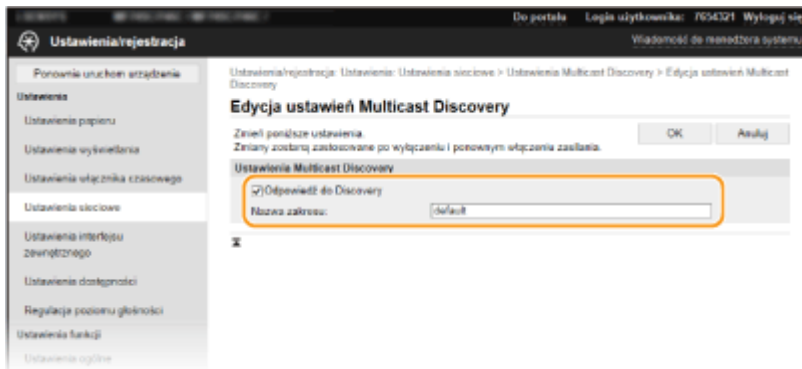 Do portalu Login użytkownika: 7654321 Wyloguj się
Ustawienia/rejestracja
Wiadomość do menedżera systemu
Ponownie uruchom urządzenie
Ustawienia/rejestracja: Ustawienia: Ustawienia sieciowe > Ustawienia Multicast Discovery > Edycja ustawień Multicast
Discovery
Ustawienia
Edycja ustawień Multicast Discovery
Ustawienia papieru
Zmień poniższe ustawienia.
Zmiany zostaną zastosowane po wyłączeniu i ponownym włączeniu zasilania.
OK
Anuluj
Ustawienia wyświetlania
Ustawienia Multicast Discovery
Ustawienia włącznika czasowego
Odpowiedź do Discovery
Nazwa zakresu: default
Ustawienia sieciowe
Ustawienia interfejsu
zewnętrznego
Ustawienia dostępności
Regulacja poziomu głośności
Ustawienia funkcji
Ustawienia ogólne